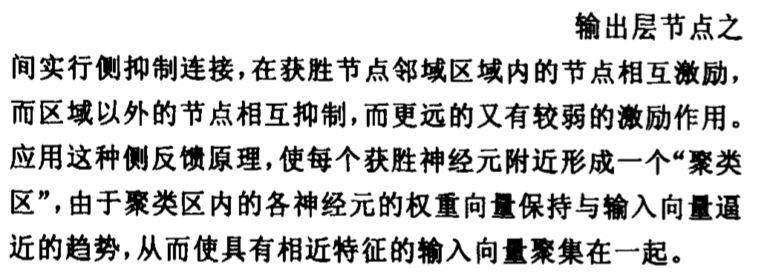 输出层节点之
间实行侧抑制连接,在获胜节点邻域区域内的节点相互激励,
而区域以外的节点相互抑制,而更远的又有较弱的激励作用。
应用这种侧反馈原理,使每个获胜神经元附近形成一个“聚类
区”,由于聚类区内的各神经元的权重向量保持与输入向量逼
近的趋势,从而使具有相近特征的输入向量聚集在一起。